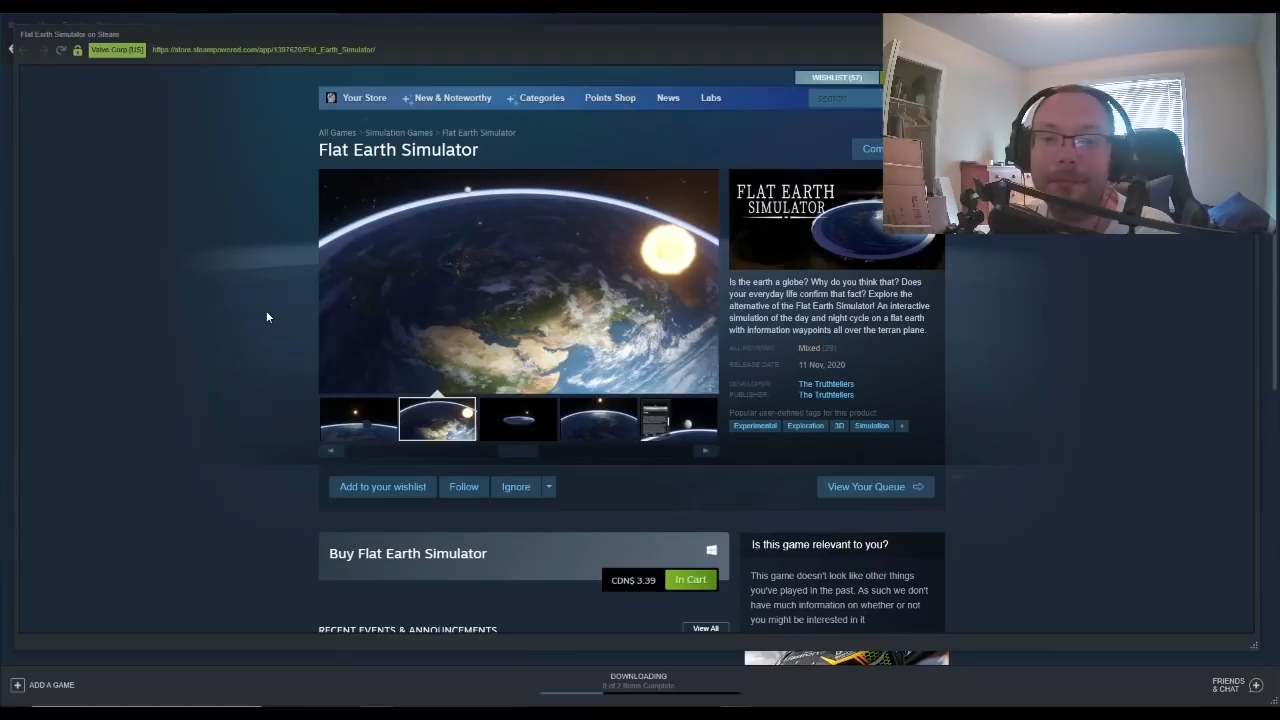 Flat Earth Simulator on Steam
Valve Corp [US]
https://store.steampowered.com/app/1397620/Flat_Earth_Simulator/
WISHLIST (57)
Your Store
New & Noteworthy
Categories
Points Shop
News
Labs
search
All Games > Simulation Games > Flat Earth Simulator
Flat Earth Simulator
Com
FLAT EARTH
SIMULATOR
Is the earth a globe? Why do you think that? Does
your everyday life confirm that fact? Explore the
alternative of the Flat Earth Simulator! An interactive
simulation of the day and night cycle on a flat earth
with information waypoints all over the terran plane.
ALL REVIEWS: Mixed (29)
RELEASE DATE: 11 Nov, 2020
DEVELOPER: The Truthtellers
PUBLISHER: The Truthtellers
Popular user-defined tags for this product:
Experimental Exploration 3D Simulation +
Add to your wishlist
Follow
Ignore
View Your Queue
Buy Flat Earth Simulator
CDN$ 3.39
In Cart
Is this game relevant to you?
This game doesn't look like other things
you've played in the past. As such we don't
have much information on whether or not
you might be interested in it
RECENT EVENTS & ANNOUNCEMENTS
View All
ADD A GAME
DOWNLOADING
of 2 Items Complete
FRIENDS
& CHAT